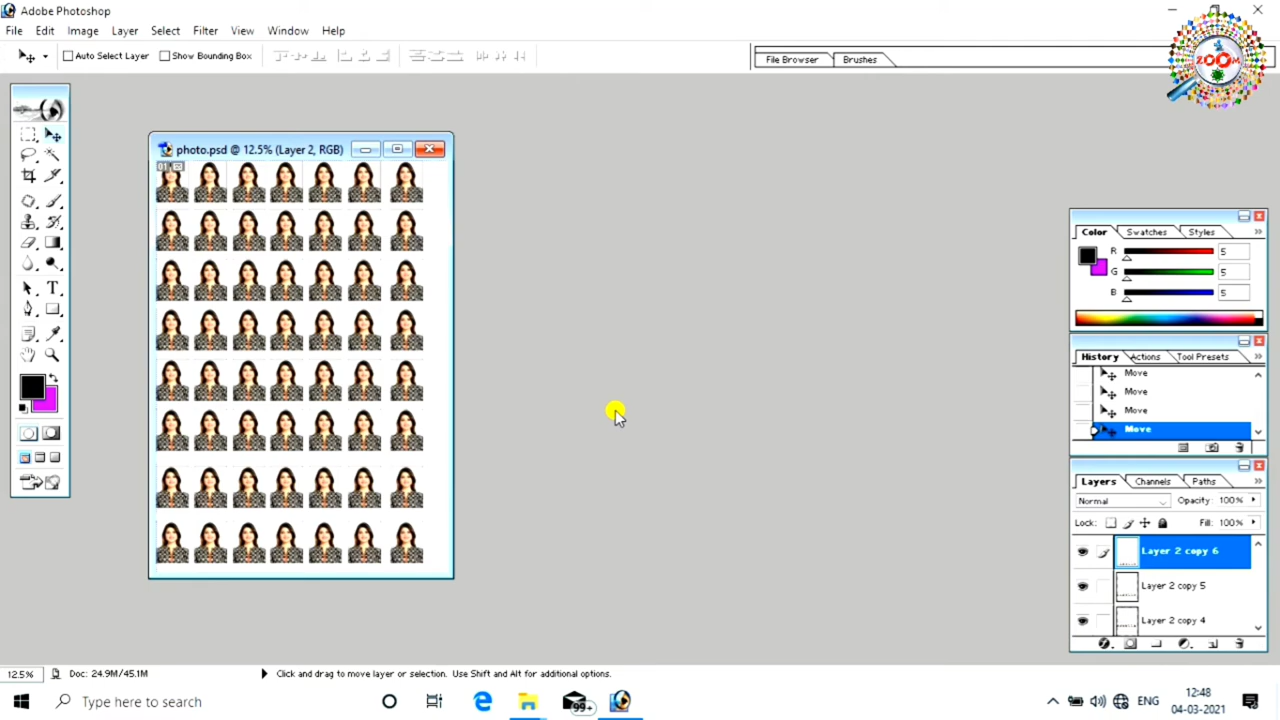 Adobe Photoshop
File Edit Image Layer Select Filter View Window Help
Auto Select Layer Show Bounding Box
File Browser Brushes
ZOOM
photo.psd @ 12.5% (Layer 2, RGB)
Color Swatches Styles
R 5
G 5
B 5
History Actions Tool Presets
Move
Move
Move
Move
Layers Channels Paths
Normal Opacity: 100%
Lock: Fill: 100%
Layer 2 copy 6
Layer 2 copy 5
Layer 2 copy 4
12.5% Doc: 24.9M/45.1M Click and drag to move layer or selection. Use Shift and Alt for additional options.
Type here to search
99+
ENG
12:48
04-03-2021